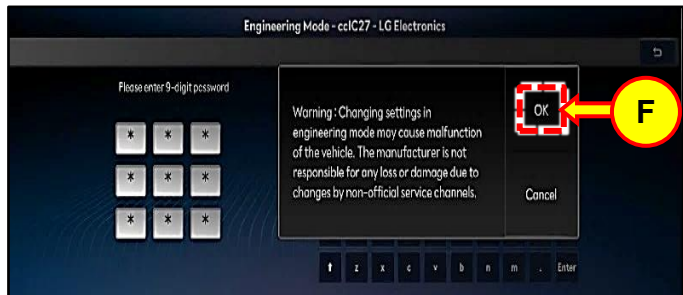 Engineering Mode - ccIC27 - LG Electronics
Please enter 9-digit password
* * *
* * *
* * *
Warning : Changing settings in
engineering mode may cause malfunction
of the vehicle. The manufacturer is not
responsible for any loss or damage due to
changes by non-official service channels.
OK
F
Cancel
z x c v b n m . Enter